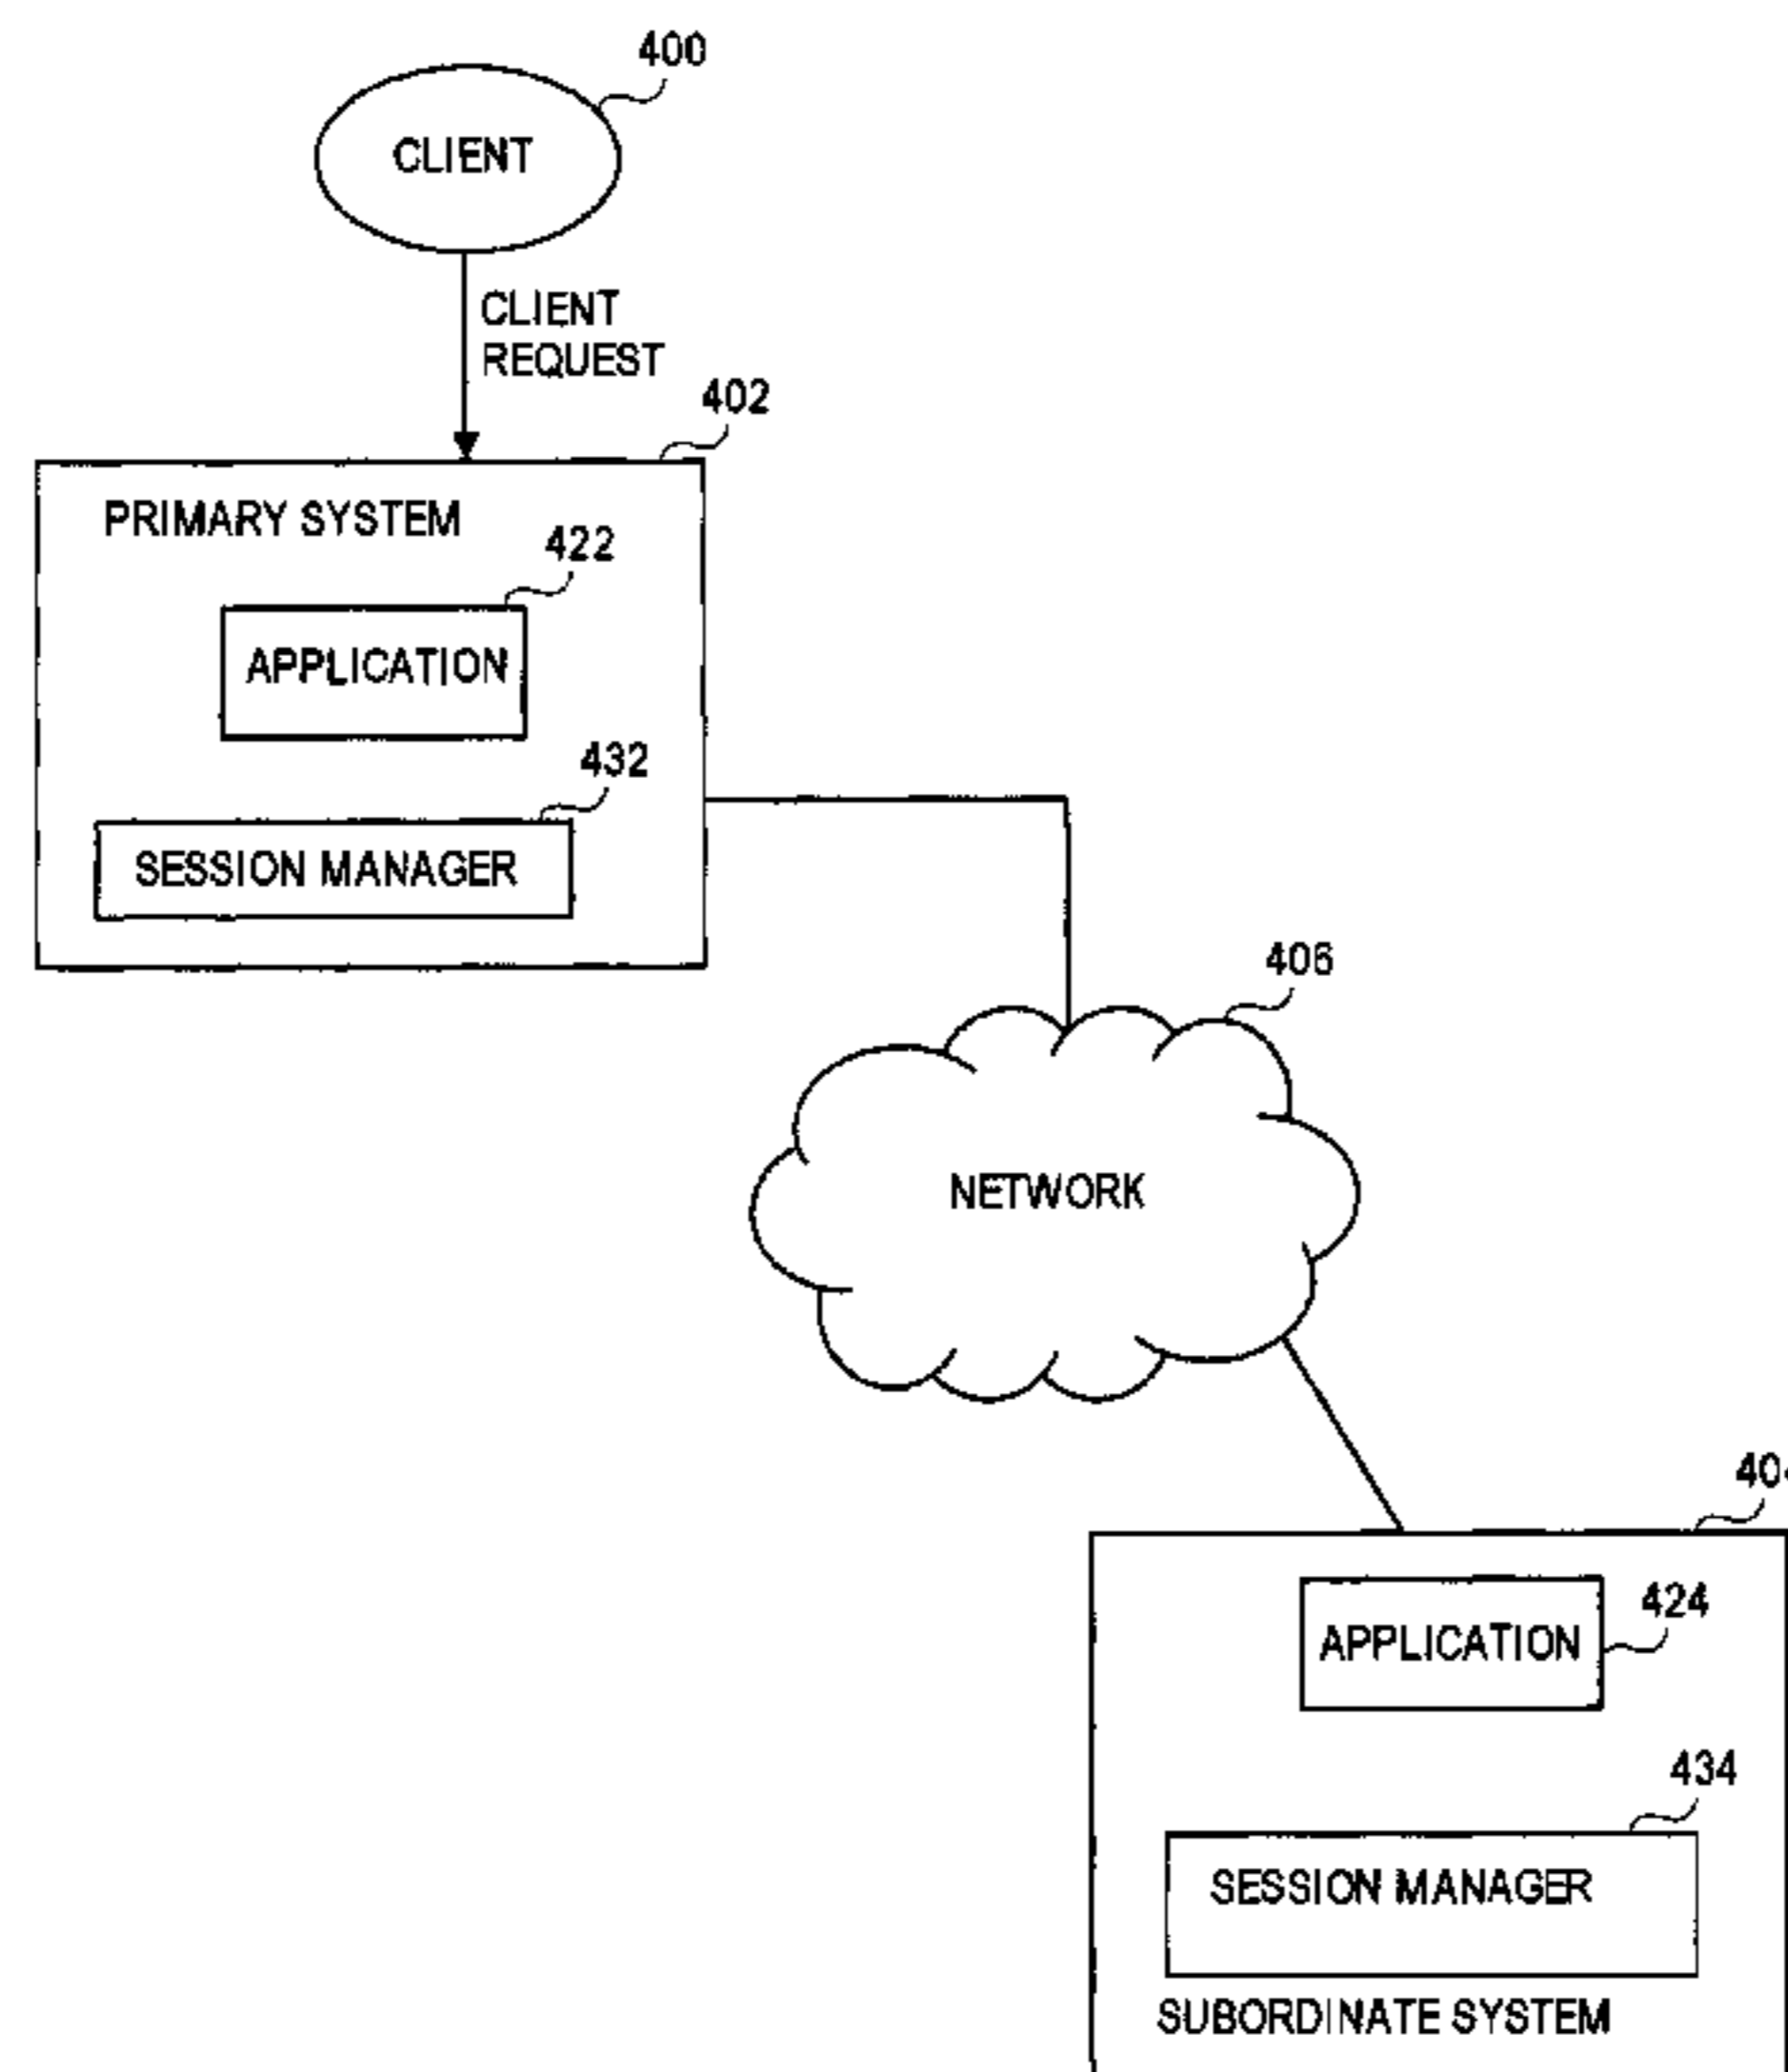 400
CLIENT
CLIENT
REQUEST
402
PRIMARY SYSTEM
422
APPLICATION
432
SESSION MANAGER
406
NETWORK
424
APPLICATION
434
SESSION MANAGER
SUBORDINATE SYSTEM